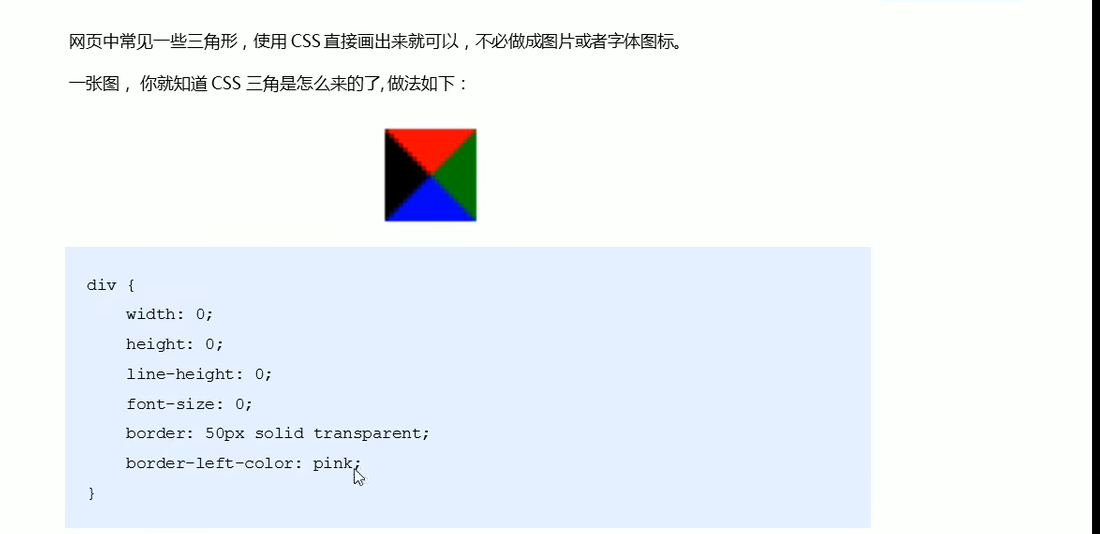 网页中常见一些三角形，使用 CSS 直接画出来就可以，不必做成图片或者字体图标。
一张图， 你就知道 CSS 三角是怎么来的了, 做法如下：
div {
    width: 0;
    height: 0;
    line-height: 0;
    font-size: 0;
    border: 50px solid transparent;
    border-left-color: pink;
}